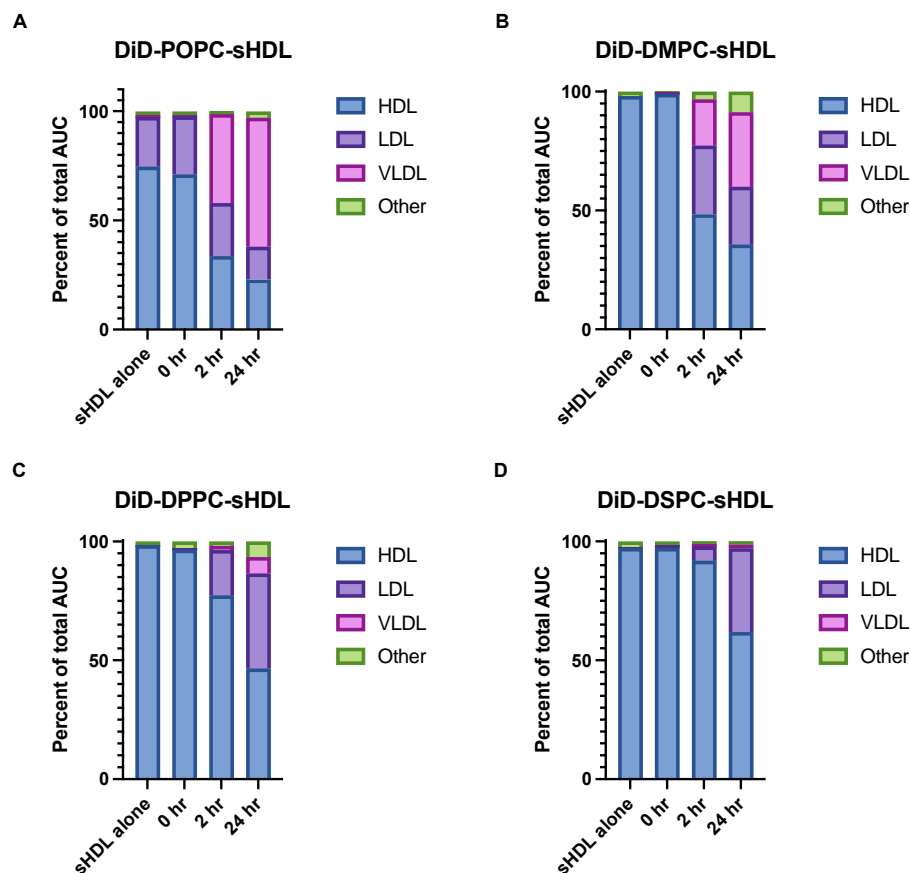 A
DiD-POPC-sHDL
Percent of total AUC
100
50
0
sHDL alone
0 hr
2 hr
24 hr
HDL
LDL
VLDL
Other
B
DiD-DMPC-sHDL
Percent of total AUC
100
50
0
sHDL alone
0 hr
2 hr
24 hr
HDL
LDL
VLDL
Other
C
DiD-DPPC-sHDL
Percent of total AUC
100
50
0
sHDL alone
0 hr
2 hr
24 hr
HDL
LDL
VLDL
Other
D
DiD-DSPC-sHDL
Percent of total AUC
100
50
0
sHDL alone
0 hr
2 hr
24 hr
HDL
LDL
VLDL
Other